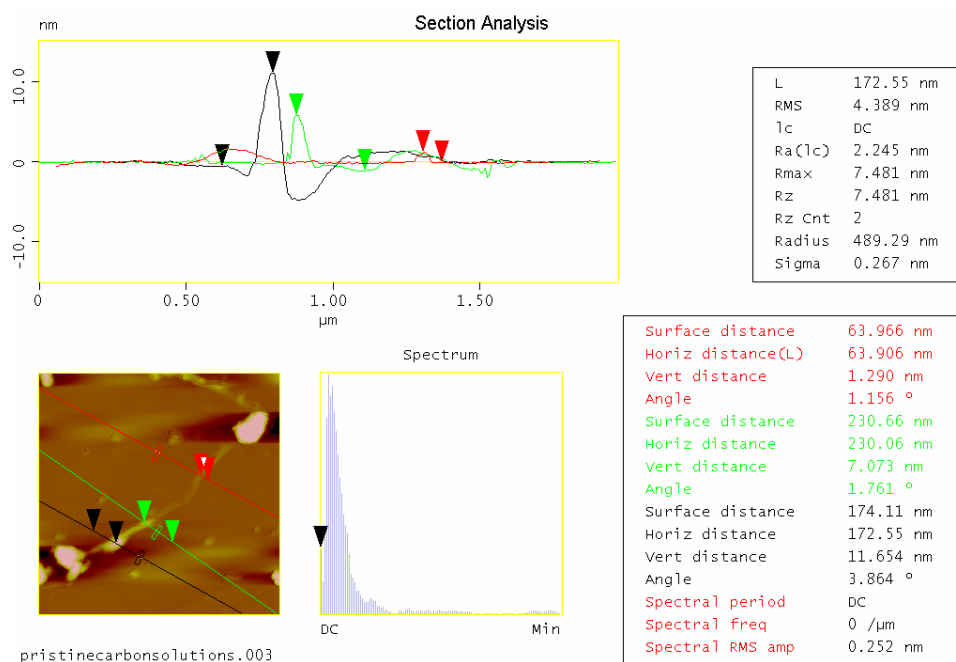 Section Analysis
nm
10.0
0
-10.0
0 0.50 1.00 1.50
µm
L 172.55 nm
RMS 4.389 nm
lc DC
Ra(lc) 2.245 nm
Rmax 7.481 nm
Rz 7.481 nm
Rz Cnt 2
Radius 489.29 nm
Sigma 0.267 nm
Surface distance 63.966 nm
Horiz distance(L) 63.906 nm
Vert distance 1.290 nm
Angle 1.156 °
Surface distance 230.66 nm
Horiz distance 230.06 nm
Vert distance 7.073 nm
Angle 1.761 °
Surface distance 174.11 nm
Horiz distance 172.55 nm
Vert distance 11.654 nm
Angle 3.864 °
Spectral period DC
Spectral freq 0 /µm
Spectral RMS amp 0.252 nm
Spectrum
DC Min
pristinecarbonsolutions.003